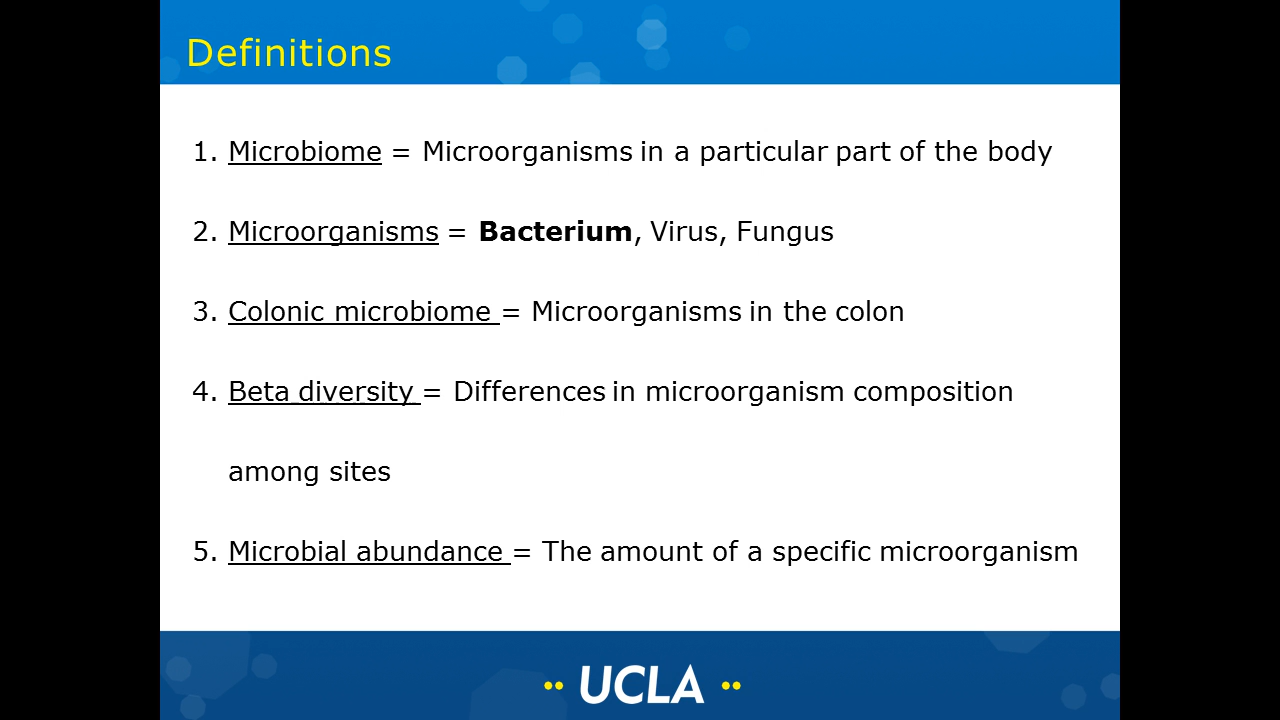 Definitions
1. Microbiome = Microorganisms in a particular part of the body
2. Microorganisms = Bacterium, Virus, Fungus
3. Colonic microbiome = Microorganisms in the colon
4. Beta diversity = Differences in microorganism composition
among sites
5. Microbial abundance = The amount of a specific microorganism
UCLA